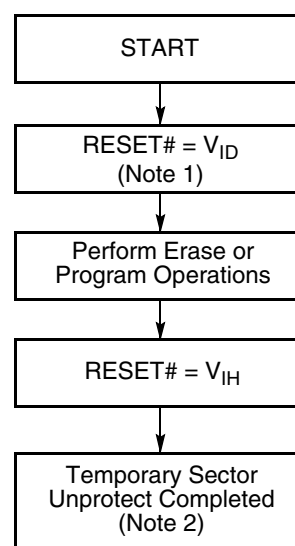 START
RESET# = VID
(Note 1)
Perform Erase or
Program Operations
RESET# = VIH
Temporary Sector
Unprotect Completed
(Note 2)